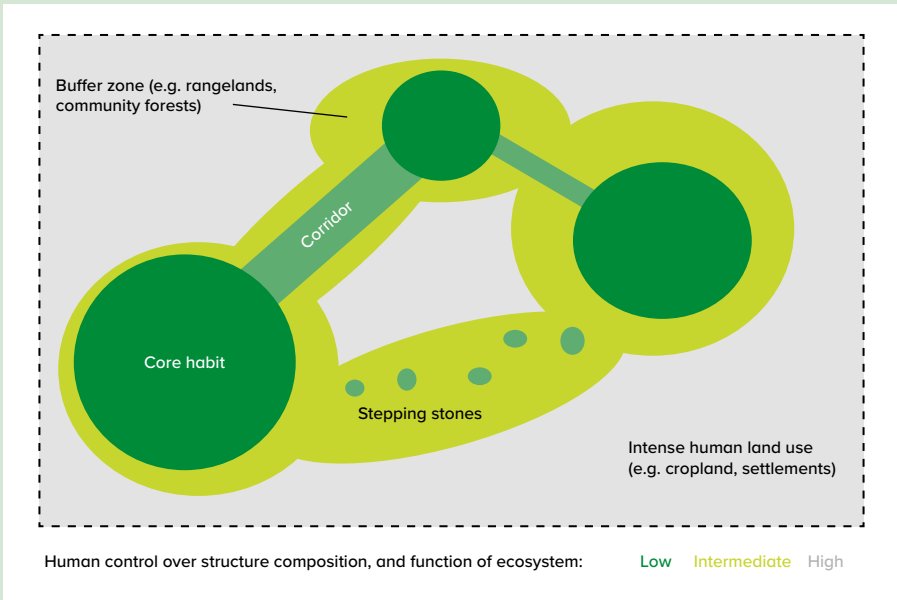 Buffer zone (e.g. rangelands,
community forests)
Corridor
Core habit
Stepping stones
Intense human land use
(e.g. cropland, settlements)
Human control over structure composition, and function of ecosystem: Low Intermediate High